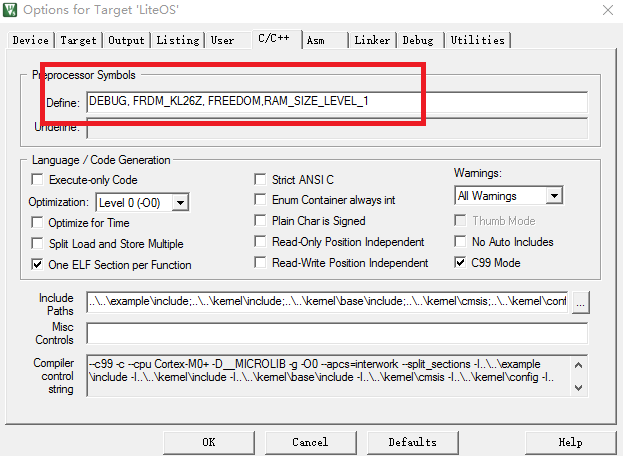 Options for Target 'LiteOS'
Device Target Output Listing User C/C++ Asm Linker Debug Utilities
Preprocessor Symbols
Define: DEBUG, FRDM_KL26Z, FREEDOM,RAM_SIZE_LEVEL_1
Undefine:
Language / Code Generation
Execute-only Code
Optimization: Level 0 (-O0)
Optimize for Time
Split Load and Store Multiple
One ELF Section per Function
Strict ANSI C
Enum Container always int
Plain Char is Signed
Read-Only Position Independent
Read-Write Position Independent
Warnings:
All Warnings
Thumb Mode
No Auto Includes
C99 Mode
Include Paths ..\..\example\include;..\..\kernel\include;..\..\kernel\base\include;..\..\kernel\cmsis;..\..\kernel\conf ...
Misc Controls
Compiler control string
--c99 -c --cpu Cortex-M0+ -D__MICROLIB -g -O0 --apcs=interwork --split_sections -I..\..\example
\include -I..\..\kernel\include -I..\..\kernel\base\include -I..\..\kernel\cmsis -I..\..\kernel\config -I..
OK Cancel Defaults Help